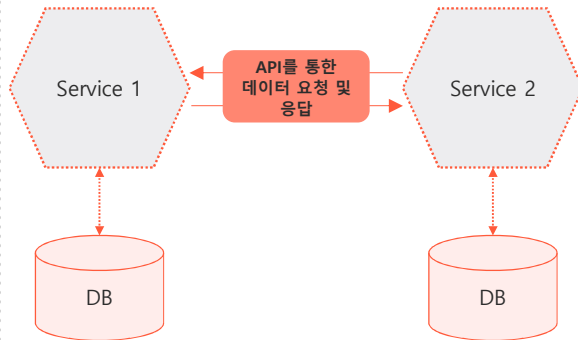 API를 통한
데이터 요청 및
응답
Service 1
Service 2
DB
DB